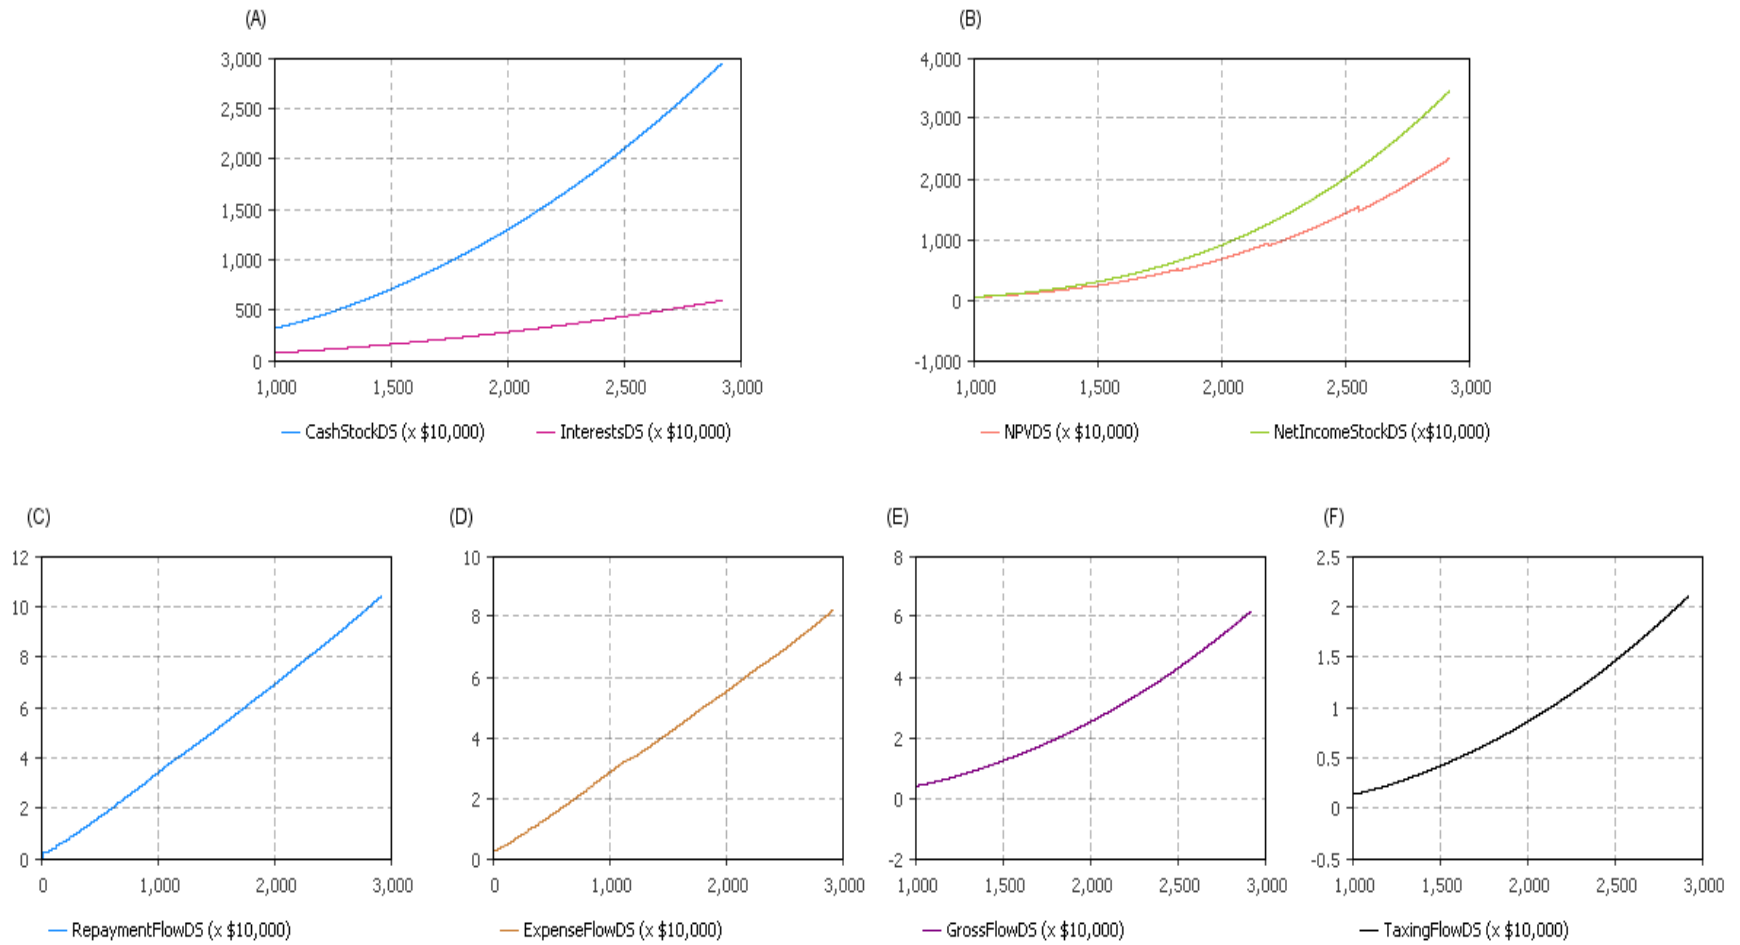 (A)
3,000
2,500
2,000
1,500
1,000
500
0
1,000 1,500 2,000 2,500 3,000
CashStockDS (x $10,000) InterestsDS (x $10,000)
(B)
4,000
3,000
2,000
1,000
0
-1,000
1,000 1,500 2,000 2,500 3,000
NPVDS (x $10,000) NetIncomeStockDS (x$10,000)
(C)
12
10
8
6
4
2
0
0 1,000 2,000 3,000
RepaymentFlowDS (x $10,000)
(D)
10
8
6
4
2
0
0 1,000 2,000 3,000
ExpenseFlowDS (x $10,000)
(E)
8
6
4
2
0
-2
1,000 1,500 2,000 2,500 3,000
GrossFlowDS (x $10,000)
(F)
2.5
2
1.5
1
0.5
0
-0.5
1,000 1,500 2,000 2,500 3,000
TaxingFlowDS (x $10,000)